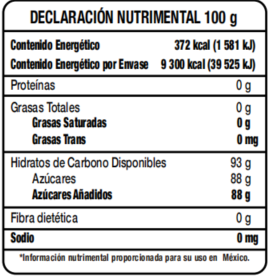 DECLARACIÓN NUTRIMENTAL 100 g
Contenido Energético 372 kcal (1 581 kJ)
Contenido Energético por Envase 9 300 kcal (39 525 kJ)
Proteínas 0 g
Grasas Totales 0 g
Grasas Saturadas 0 g
Grasas Trans 0 mg
Hidratos de Carbono Disponibles 93 g
Azúcares 88 g
Azúcares Añadidos 88 g
Fibra dietética 0 g
Sodio 0 mg
*Información nutrimental proporcionada para su uso en México.